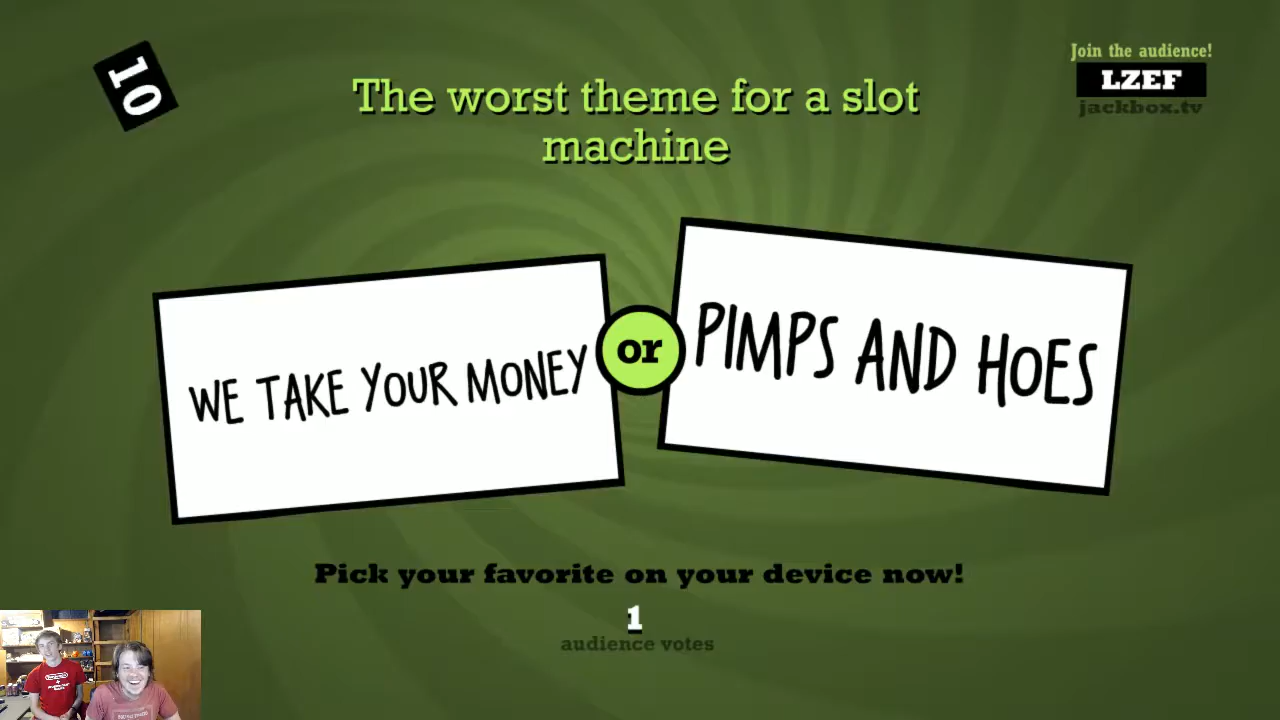 10
Join the audience!
LZEF
jackbox.tv
The worst theme for a slot
machine
WE TAKE YOUR MONEY
or
PIMPS AND HOES
Pick your favorite on your device now!
1
audience votes